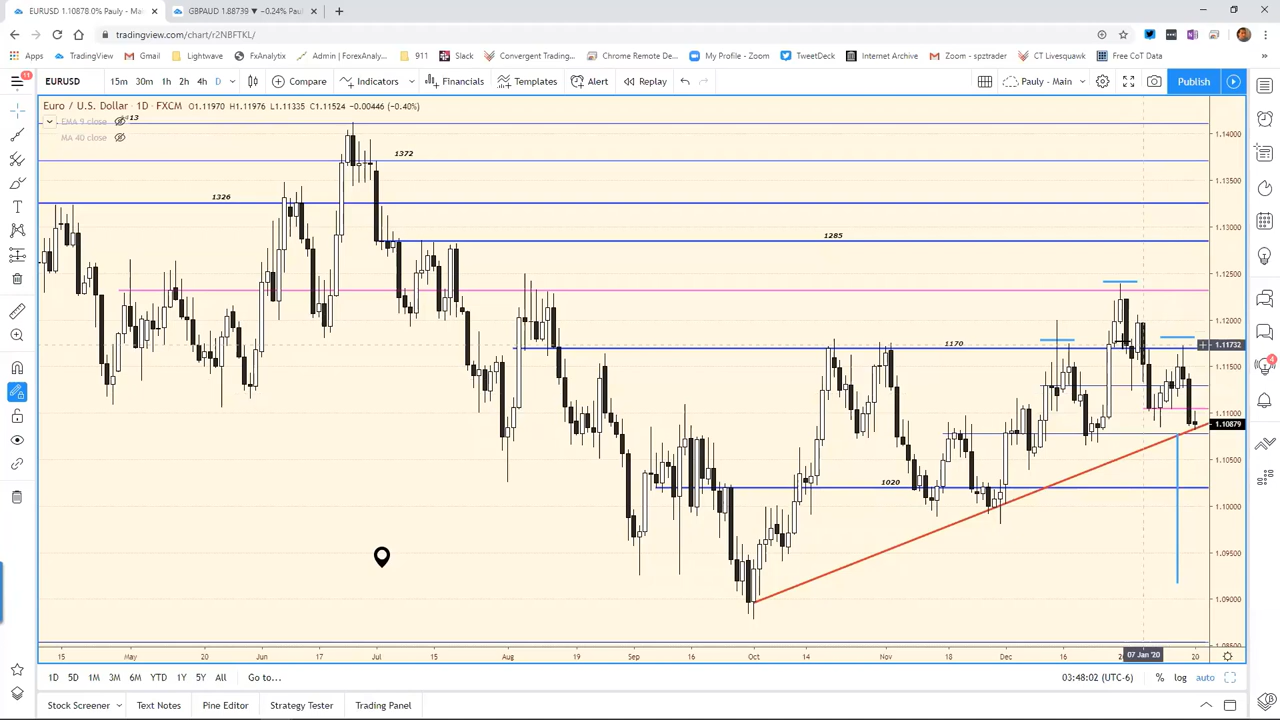 EURUSD 1.10878.0% Pauly - Mai
GBPAUD 1.88739 ▼ −0.24% Paul
tradingview.com/chart/r2NBFTKL/
Apps TradingView Gmail Lightwave FxAnalytix Admin | ForexAnaly... 911 Slack Convergent Trading... Chrome Remote De... My Profile - Zoom TweetDeck Internet Archive Zoom - spztrader CT Livesquawk Free CoT Data
11
EURUSD 15m 30m 1h 2h 4h D Compare Indicators Financials Templates Alert Replay Pauly - Main Publish
Euro / U.S. Dollar · 1D · FXCM O1.11970 H1.11976 L1.11335 C1.11524 −0.00446 (−0.40%)
EMA 9 close
13
MA 40 close
1.14000
1372
1.13500
1326
1.13000
1285
1.12500
1.12000
1170
1.11732
1.11500
4
1.11000
1.10879
1.10500
1020
1.10000
1.09500
1.09000
1.08500
15 May 20 Jun 17 Jul 15 Aug 20 Sep 16 Oct 14 Nov 18 Dec 16 07 Jan '20 20
1D 5D 1M 3M 6M YTD 1Y 5Y All Go to... 03:48:02 (UTC-6) % log auto
Stock Screener Text Notes Pine Editor Strategy Tester Trading Panel